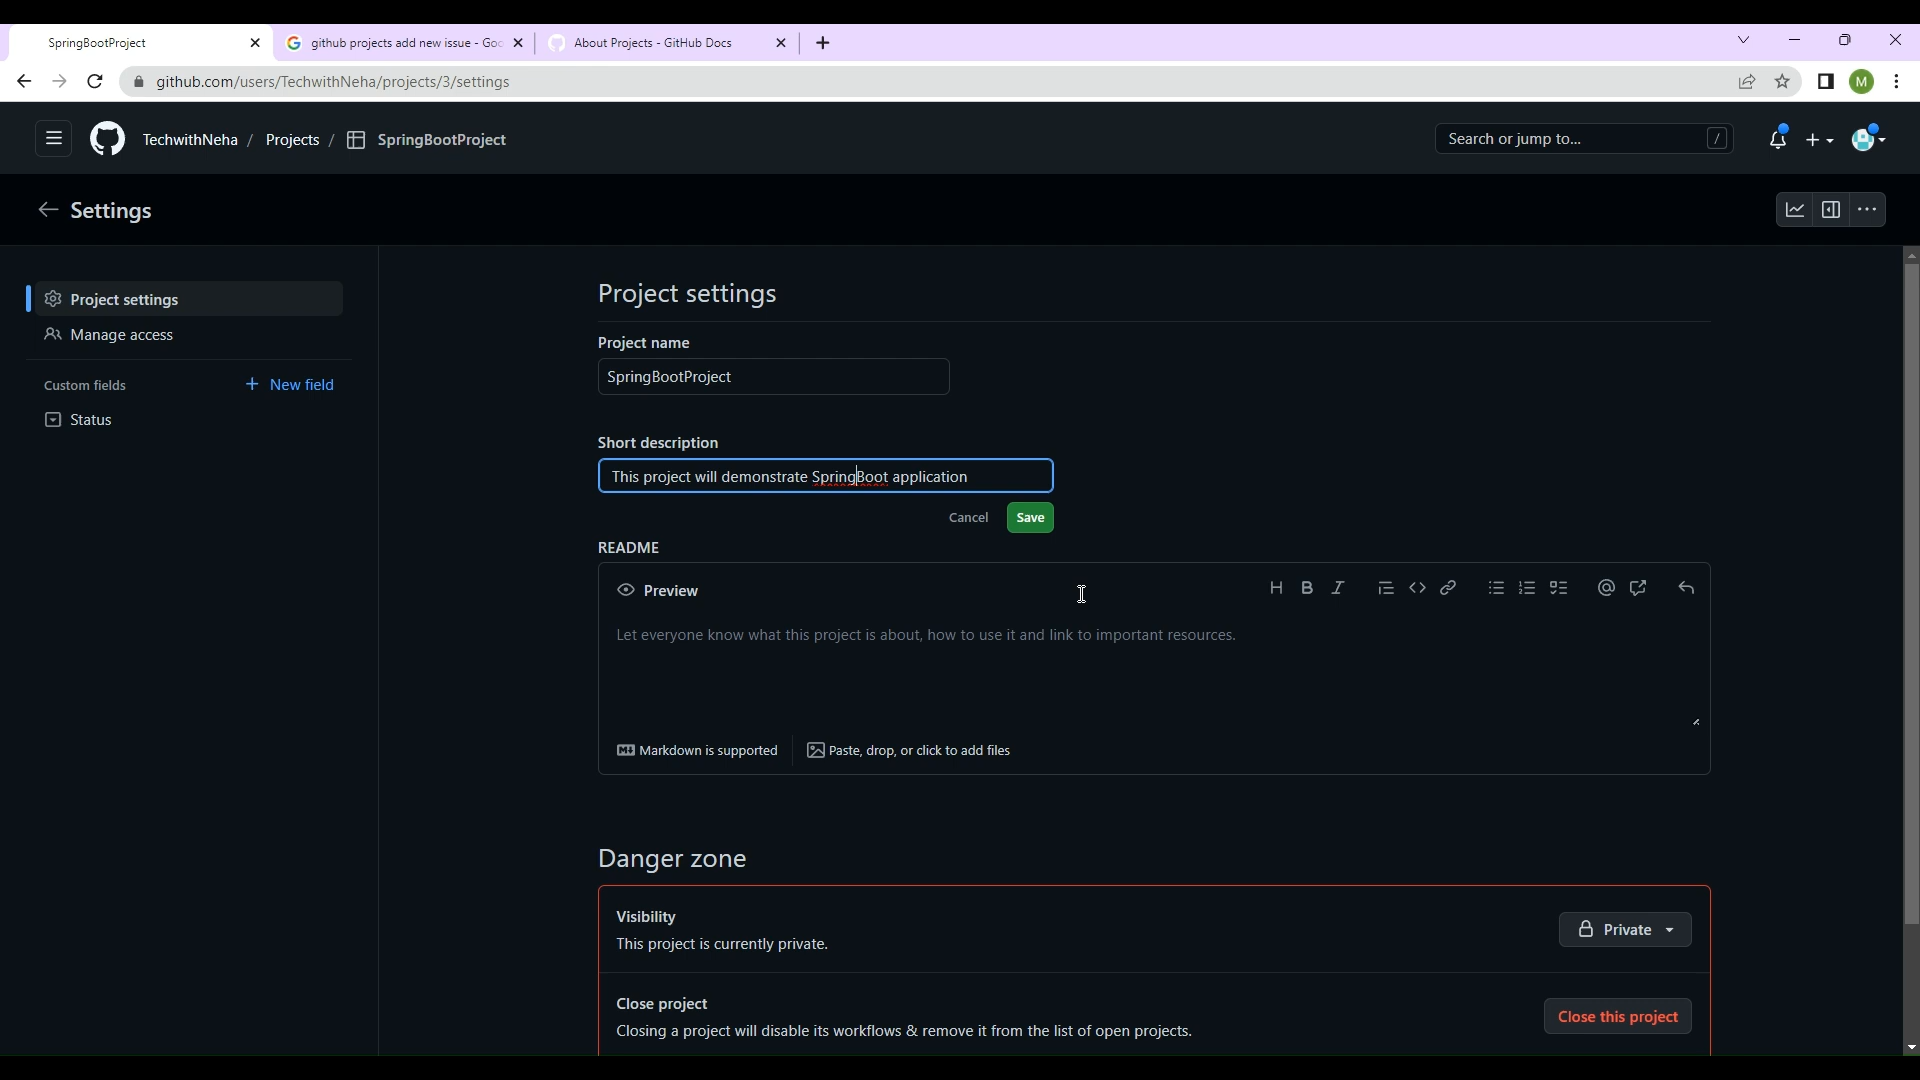 SpringBootProject
github projects add new issue - Goo
About Projects - GitHub Docs
github.com/users/TechwithNeha/projects/3/settings
M
TechwithNeha / Projects / SpringBootProject
Search or jump to... /
Settings
Project settings
Manage access
Custom fields
New field
Status
Project settings
Project name
SpringBootProject
Short description
This project will demonstrate SpringBoot application
Cancel Save
README
Preview
Let everyone know what this project is about, how to use it and link to important resources.
Markdown is supported
Paste, drop, or click to add files
Danger zone
Visibility
This project is currently private.
Private
Close project
Closing a project will disable its workflows & remove it from the list of open projects.
Close this project